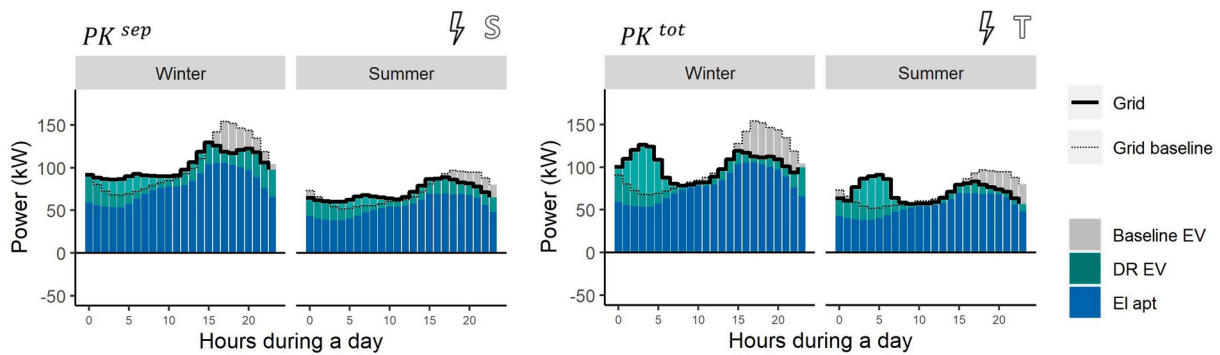 PK sep
S
Winter
Summer
Power (kW)
150
100
50
0
-50
0 5 10 15 20
0 5 10 15 20
Hours during a day
PK tot
T
Winter
Summer
Power (kW)
150
100
50
0
-50
0 5 10 15 20
0 5 10 15 20
Hours during a day
Grid
Grid baseline
Baseline EV
DR EV
El apt